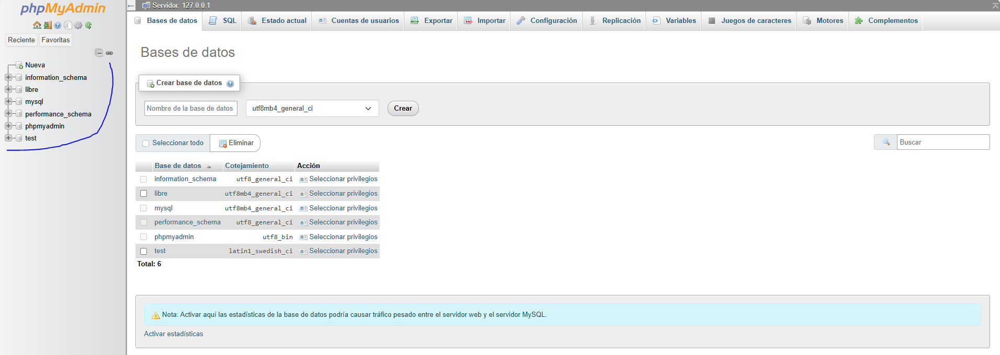 phpMyAdmin
Reciente Favoritas
Nueva
information_schema
libre
mysql
performance_schema
phpmyadmin
test
Servidor: 127.0.0.1
Bases de datos SQL Estado actual Cuentas de usuarios Exportar Importar Configuración Replicación Variables Juegos de caracteres Motores Complementos
Bases de datos
Crear base de datos
Nombre de la base de datos utf8mb4_general_ci Crear
Seleccionar todo Eliminar Buscar
Base de datos Cotejamiento Acción
information_schema utf8_general_ci Seleccionar privilegios
libre utf8mb4_general_ci Seleccionar privilegios
mysql utf8mb4_general_ci Seleccionar privilegios
performance_schema utf8_general_ci Seleccionar privilegios
phpmyadmin utf8_bin Seleccionar privilegios
test latin1_swedish_ci Seleccionar privilegios
Total: 6
Nota: Activar aquí las estadísticas de la base de datos podría causar tráfico pesado entre el servidor web y el servidor MySQL.
Activar estadísticas